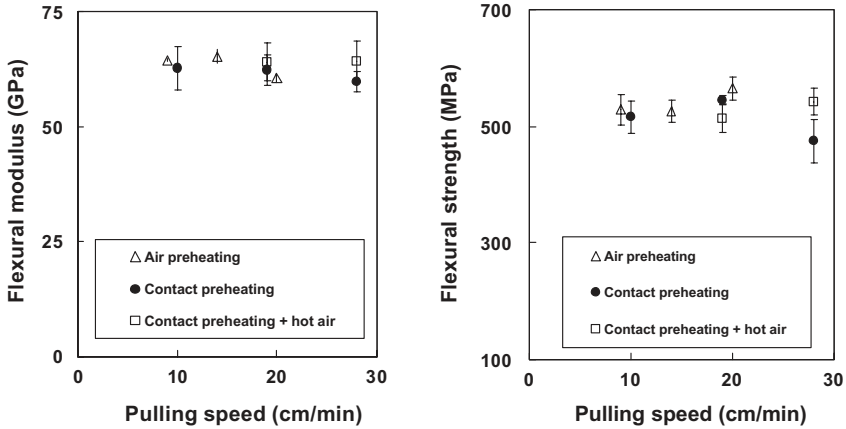 75
50
25
0
Flexural modulus (GPa)
Air preheating
Contact preheating
Contact preheating + hot air
0 10 20 30
Pulling speed (cm/min)
700
500
300
100
Flexural strength (MPa)
Air preheating
Contact preheating
Contact preheating + hot air
0 10 20 30
Pulling speed (cm/min)